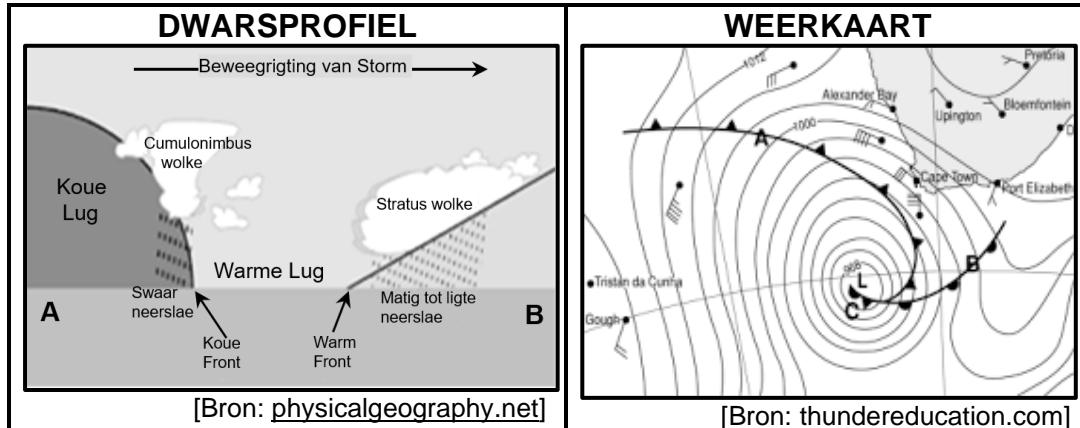 DWARSPROFIEL
Beweegrigting van Storm
Cumulonimbus
wolke
Koue
Lug
Stratus wolke
Warme Lug
A
Swaar
neerslae
Matig tot ligte
neerslae
B
Koue
Front
Warm
Front
[Bron: physicalgeography.net]
WEERKAART
1012
Pretoria
Alexander Bay
Upington
Bloemfontein
D
1000
A
Cape Town
Port Elizabeth
988
L
B
Tristan da Cunha
C
Gough
[Bron: thundereducation.com]